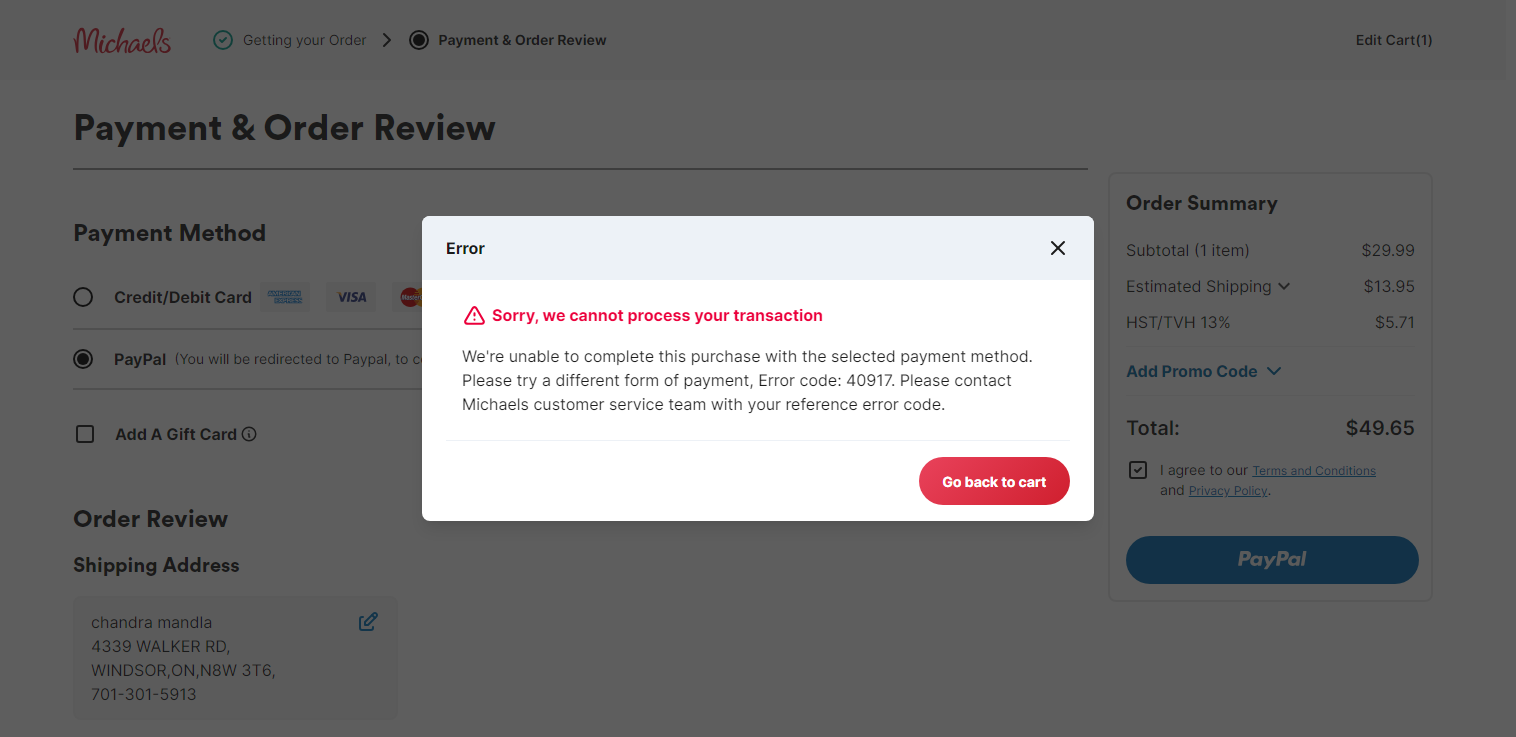 Michaels
Getting your Order
Payment & Order Review
Edit Cart(1)
Payment & Order Review
Payment Method
Credit/Debit Card
AMERICAN EXPRESS
VISA
PayPal (You will be redirected to Paypal, to
Add A Gift Card
Order Review
Shipping Address
chandra mandla
4339 WALKER RD,
WINDSOR,ON,N8W 3T6,
701-301-5913
Error
Sorry, we cannot process your transaction
We're unable to complete this purchase with the selected payment method.
Please try a different form of payment, Error code: 40917. Please contact
Michaels customer service team with your reference error code.
Go back to cart
Order Summary
Subtotal (1 item) $29.99
Estimated Shipping $13.95
HST/TVH 13% $5.71
Add Promo Code
Total: $49.65
I agree to our Terms and Conditions
and Privacy Policy.
PayPal